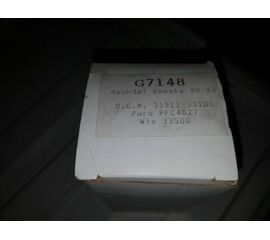 G7148
Hyundai Sonata 90-92
O.E.M. 31911-33100
Puro PFC4627
Wix 33500